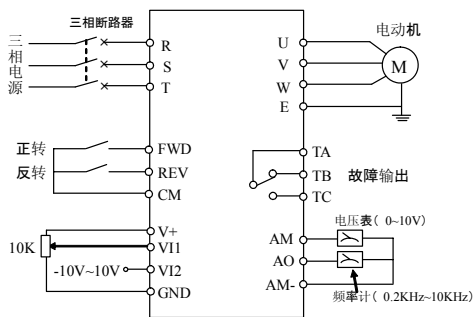 三相断路器
三相电源
R
S
T
正转
反转
FWD
REV
CM
10K
V+
VI1
-10V~10V
VI2
GND
U
V
W
E
电动机
M
TA
TB
TC
故障输出
电压表( 0~10V)
AM
AO
AM-
频率计( 0.2KHz~10KHz)